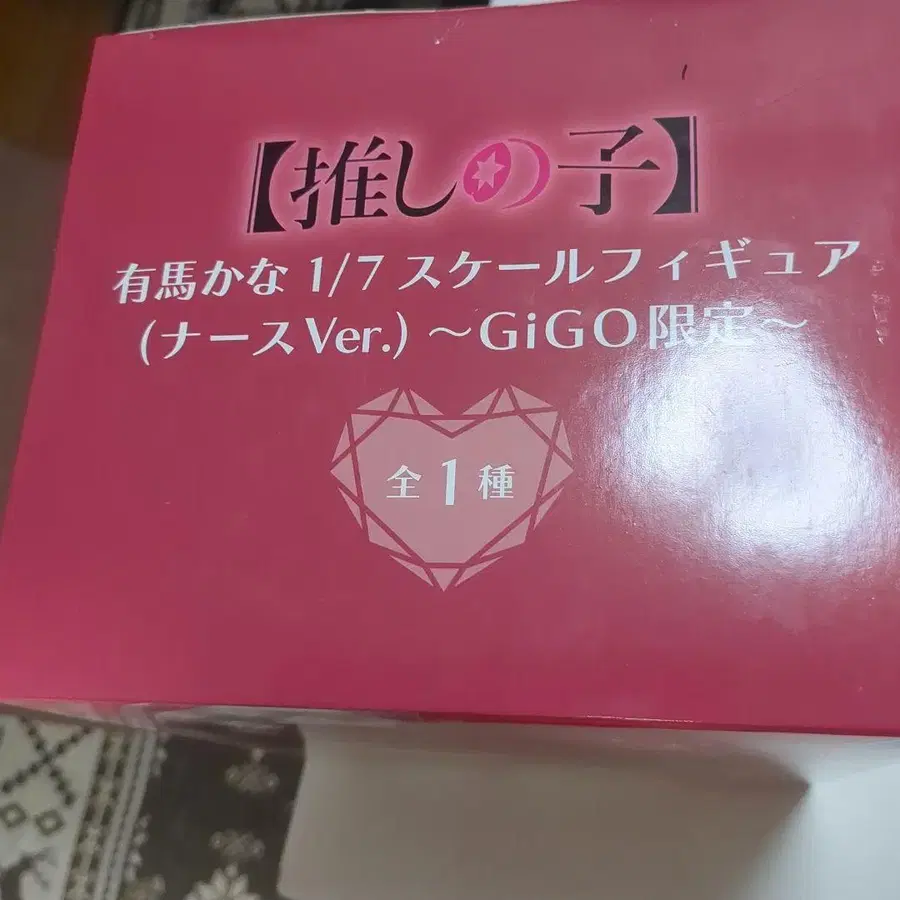 【推しの子】
有馬かな 1/7 スケールフィギュア
(ナースVer.) ～GiGO限定～
全1種